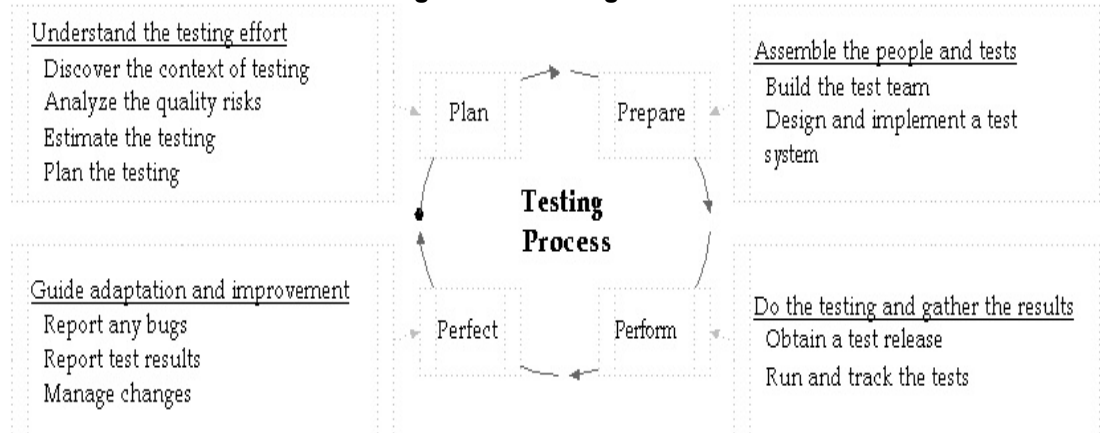 Understand the testing effort
Discover the context of testing
Analyze the quality risks
Estimate the testing
Plan the testing
Plan
Prepare
Assemble the people and tests
Build the test team
Design and implement a test
system
Testing
Process
Guide adaptation and improvement
Report any bugs
Report test results
Manage changes
Perfect
Perform
Do the testing and gather the results
Obtain a test release
Run and track the tests